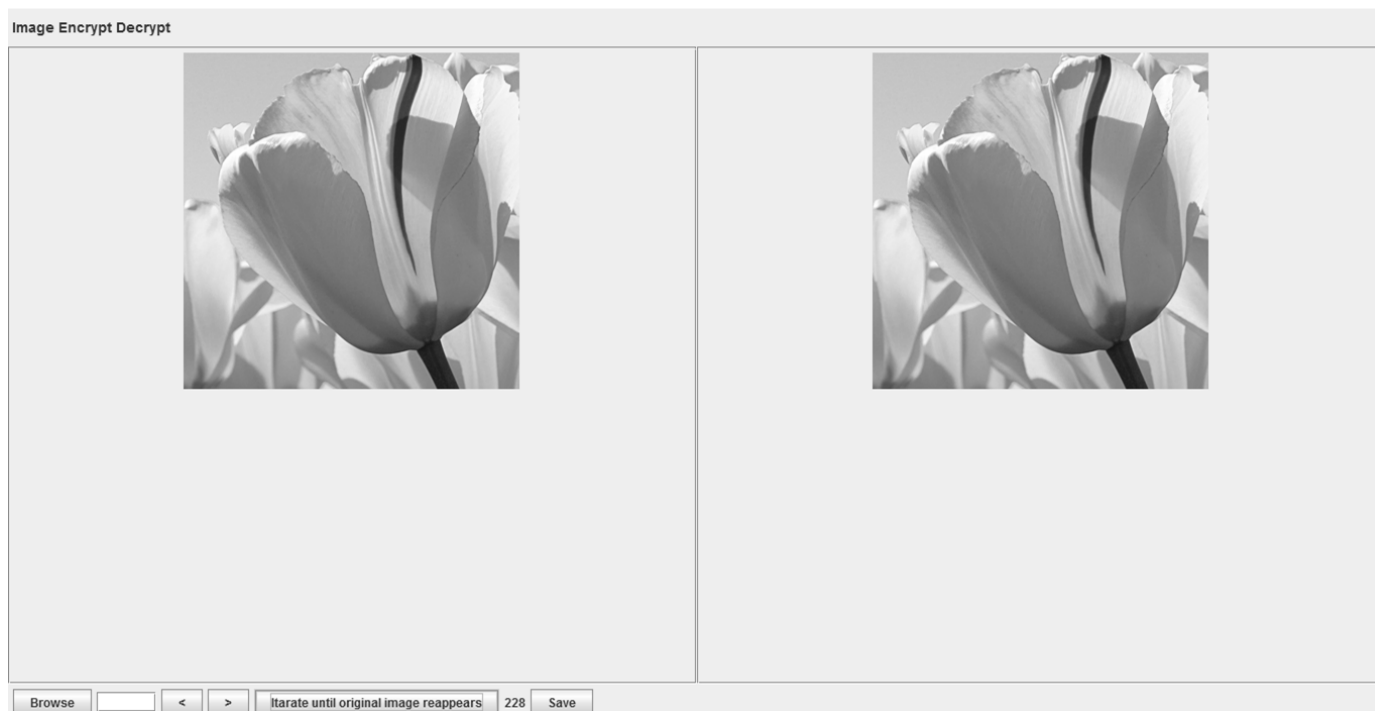 Image Encrypt Decrypt
Browse < > Itarate until original image reappears 228 Save